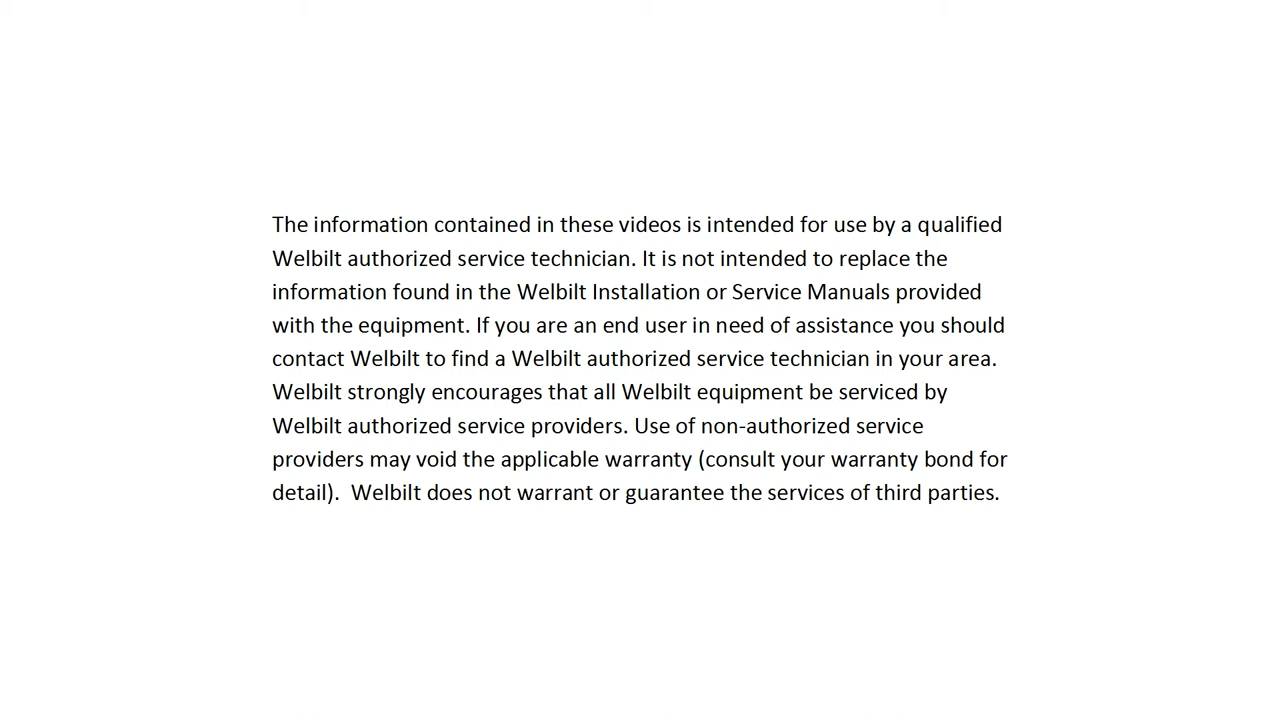 The information contained in these videos is intended for use by a qualified
Welbilt authorized service technician. It is not intended to replace the
information found in the Welbilt Installation or Service Manuals provided
with the equipment. If you are an end user in need of assistance you should
contact Welbilt to find a Welbilt authorized service technician in your area.
Welbilt strongly encourages that all Welbilt equipment be serviced by
Welbilt authorized service providers. Use of non-authorized service
providers may void the applicable warranty (consult your warranty bond for
detail).  Welbilt does not warrant or guarantee the services of third parties.